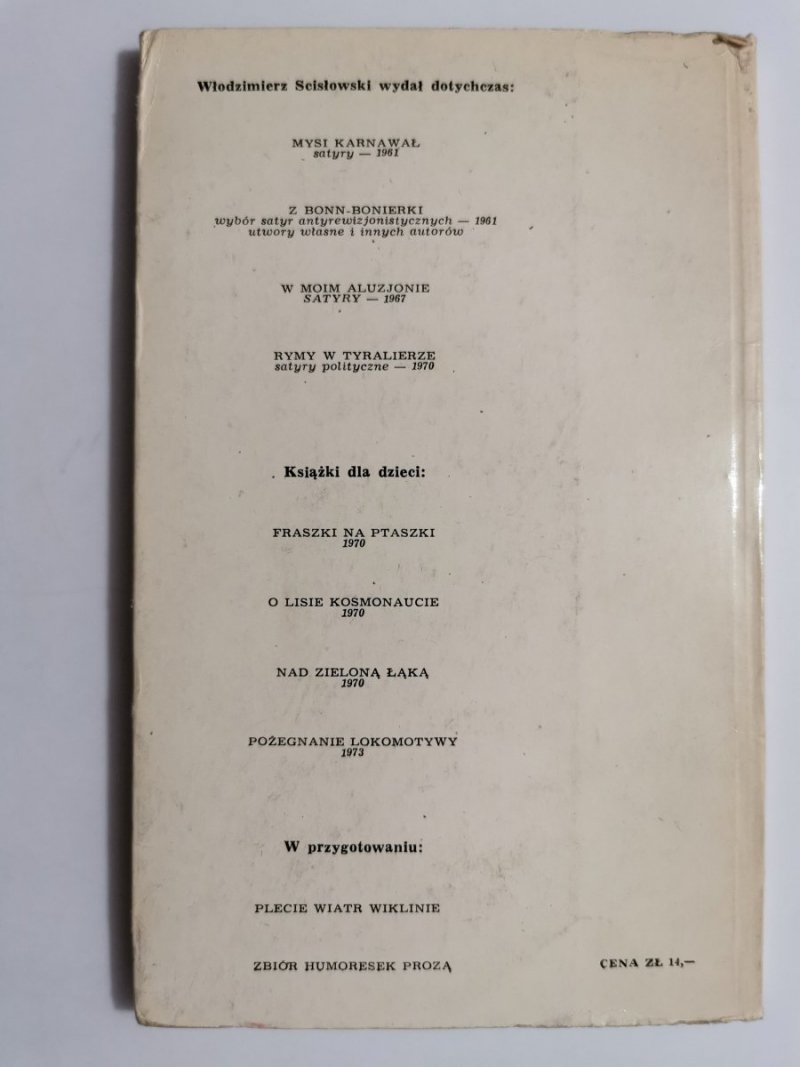 Włodzimierz Scisłowski wydał dotychczas:
MYSI KARNAWAŁ
satyry — 1961
Z BONN-BONIERKI
wybór satyr antyrewizjonistycznych — 1961
utwory własne i innych autorów
W MOIM ALUZJONIE
SATYRY — 1967
RYMY W TYRALIERZE
satyry polityczne — 1970
Książki dla dzieci:
FRASZKI NA PTASZKI
1970
O LISIE KOSMONAUCIE
1970
NAD ZIELONĄ ŁĄKĄ
1970
POŻEGNANIE LOKOMOTYWY
1973
W przygotowaniu:
PLECIE WIATR WIKLINIE
ZBIÓR HUMORESEK PROZĄ
CENA ZŁ 14,—